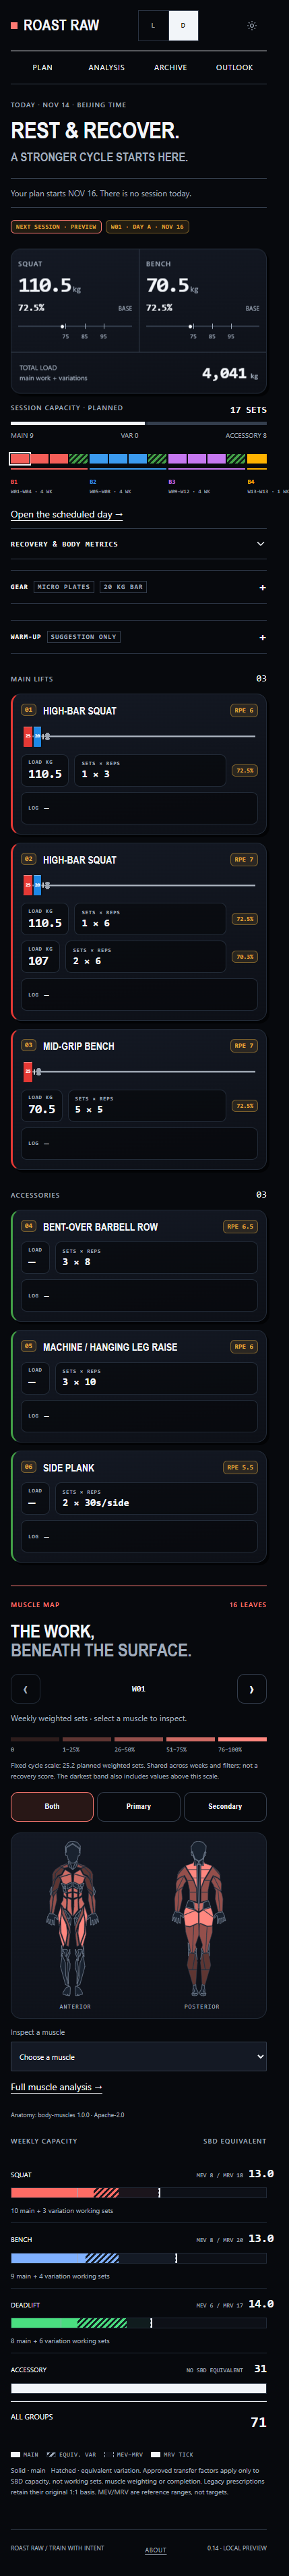 ROAST RAW
L D
PLAN ANALYSIS ARCHIVE OUTLOOK
TODAY · NOV 14 · BEIJING TIME
REST & RECOVER.
A STRONGER CYCLE STARTS HERE.
Your plan starts NOV 16. There is no session today.
NEXT SESSION · PREVIEW W01 · DAY A · NOV 16
SQUAT BENCH
110.5kg 70.5kg
72.5% BASE 72.5% BASE
75 85 95 75 85 95
TOTAL LOAD
main work + variations
4,041 kg
SESSION CAPACITY · PLANNED 17 SETS
MAIN 9 VAR 0 ACCESSORY 8
B1 B2 B3 B4
W01-W04 · 4 WK W05-W08 · 4 WK W09-W12 · 4 WK W13-W13 · 1 WK
Open the scheduled day →
RECOVERY & BODY METRICS
GEAR MICRO PLATES 20 KG BAR +
WARM-UP SUGGESTION ONLY +
MAIN LIFTS 03
01 HIGH-BAR SQUAT RPE 6
25 20
LOAD KG SETS × REPS
110.5 1 × 3 72.5%
LOG —
02 HIGH-BAR SQUAT RPE 7
25 20
LOAD KG SETS × REPS
110.5 1 × 6 72.5%
LOAD KG SETS × REPS
107 2 × 6 70.3%
LOG —
03 MID-GRIP BENCH RPE 7
25
LOAD KG SETS × REPS
70.5 5 × 5 72.5%
LOG —
ACCESSORIES 03
04 BENT-OVER BARBELL ROW RPE 6.5
LOAD SETS × REPS
— 3 × 8
LOG —
05 MACHINE / HANGING LEG RAISE RPE 6
LOAD SETS × REPS
— 3 × 10
LOG —
06 SIDE PLANK RPE 5.5
LOAD SETS × REPS
— 2 × 30s/side
LOG —
MUSCLE MAP 16 LEAVES
THE WORK,
BENEATH THE SURFACE.
‹ W01 ›
Weekly weighted sets · select a muscle to inspect.
0 1–25% 26–50% 51–75% 76–100%
Fixed cycle scale: 25.2 planned weighted sets. Shared across weeks and filters; not a
recovery score. The darkest band also includes values above this scale.
Both Primary Secondary
ANTERIOR POSTERIOR
Inspect a muscle
Choose a muscle
Full muscle analysis →
Anatomy: body-muscles 1.0.0 · Apache-2.0
WEEKLY CAPACITY SBD EQUIVALENT
SQUAT MEV 8 / MRV 18 13.0
10 main + 3 variation working sets
BENCH MEV 8 / MRV 20 13.0
9 main + 4 variation working sets
DEADLIFT MEV 6 / MRV 17 14.0
8 main + 6 variation working sets
ACCESSORY NO SBD EQUIVALENT 31
ALL GROUPS 71
MAIN EQUIV. VAR MEV–MRV MRV TICK
Solid · main Hatched · equivalent variation. Approved transfer factors apply only to
SBD capacity, not working sets, muscle weighting or completion. Legacy prescriptions
retain their original 1:1 basis. MEV/MRV are reference ranges, not targets.
ROAST RAW / TRAIN WITH INTENT ABOUT 0.14 · LOCAL PREVIEW